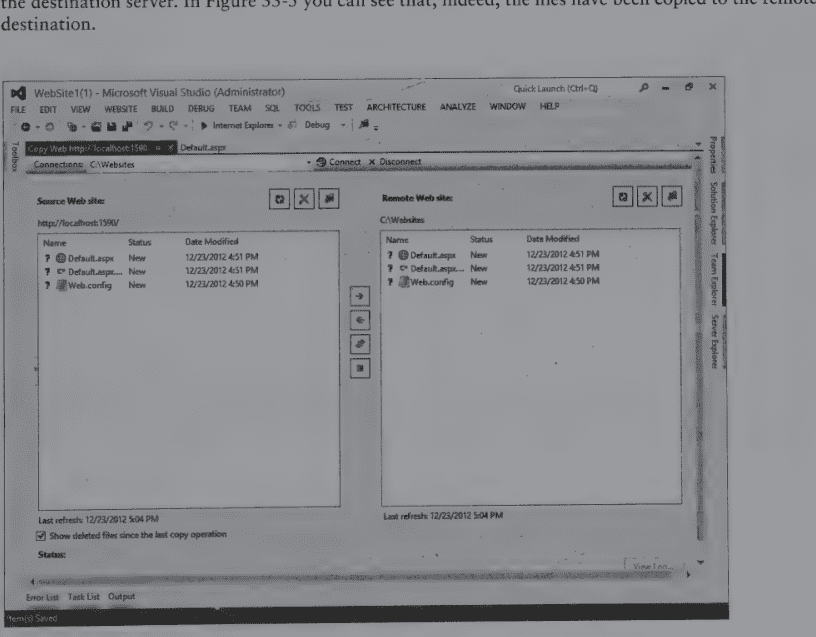 the destination server. In Figure 33-5 you can see that, indeed, the files have been copied to the remote
destination.
WebSite1(1) - Microsoft Visual Studio (Administrator)
Quick Launch (Ctrl+Q)
FILE EDIT VIEW WEBSITE BUILD DEBUG TEAM SQL TOOLS TEST ARCHITECTURE ANALYZE WINDOW HELP
Internet Explorer Debug
Toolbox
Copy Web http://localhost:1590. Default.aspx
Connections: C:\Websites Connect Disconnect
Source Web site:
http://localhost:1590/
Name Status Date Modified
? Default.aspx New 12/23/2012 4:51 PM
? Default.aspx.... New 12/23/2012 4:51 PM
? Web.config New 12/23/2012 4:50 PM
Last refresh: 12/23/2012 5:04 PM
Show deleted files since the last copy operation
Status:
Remote Web site:
C:\Websites
Name Status Date Modified
? Default.aspx New 12/23/2012 4:51 PM
? Default.aspx.... New 12/23/2012 4:51 PM
? Web.config New 12/23/2012 4:50 PM
Last refresh: 12/23/2012 5:04 PM
View Log...
Properties Solution Explorer Team Explorer Server Explorer
Error List Task List Output
Item(s) Saved